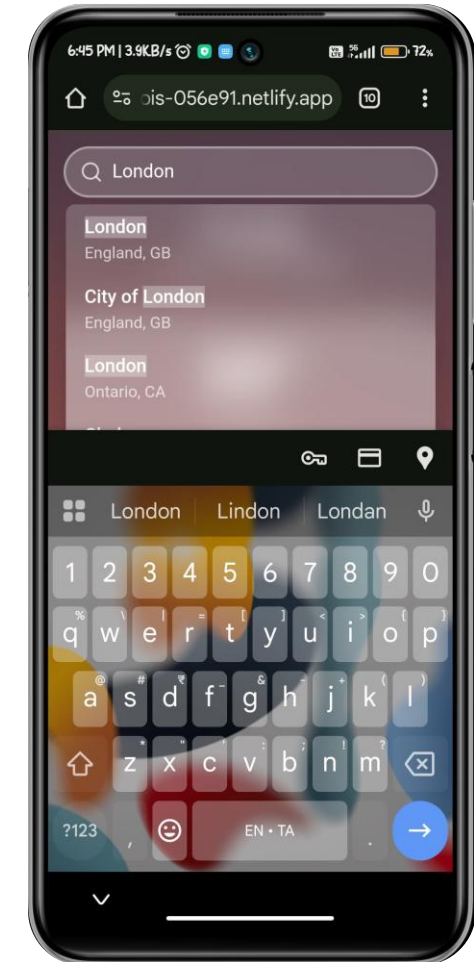 6:45 PM | 3.9KB/s 5G 72%
ois-056e91.netlify.app 10
London
London
England, GB
City of London
England, GB
London
Ontario, CA
London Lindon Londan
1 2 3 4 5 6 7 8 9 0
% \ | = [ ] < > { }
q w e r t y u i o p
@ # ₹ - & - + ( )
a s d f g h j k l
* " ' : ; ! ?
z x c v b n m
?123 , EN • TA .